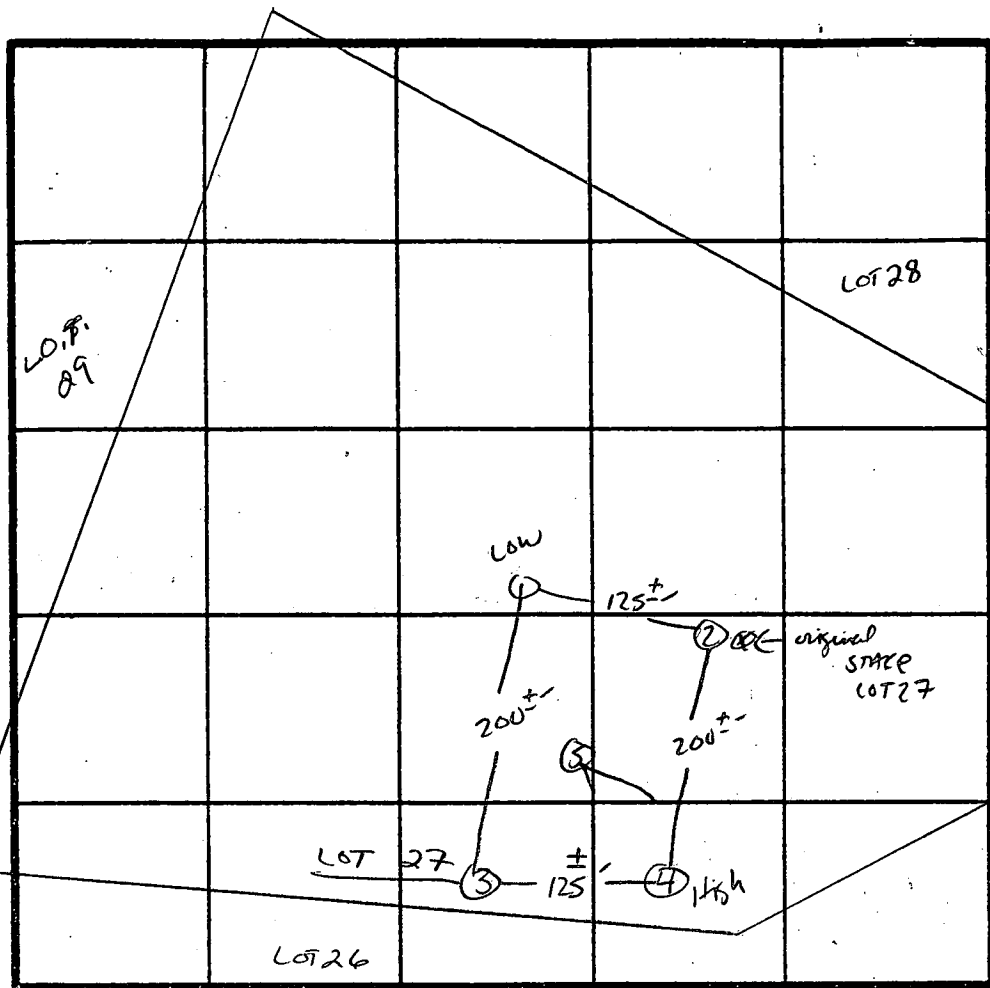 LOT 28
LOT
29
LOW
1
125±'
2
original
STAKE
LOT 27
200±'
200±'
5
LOT 27
3
±
125'
4
High
LOT 26